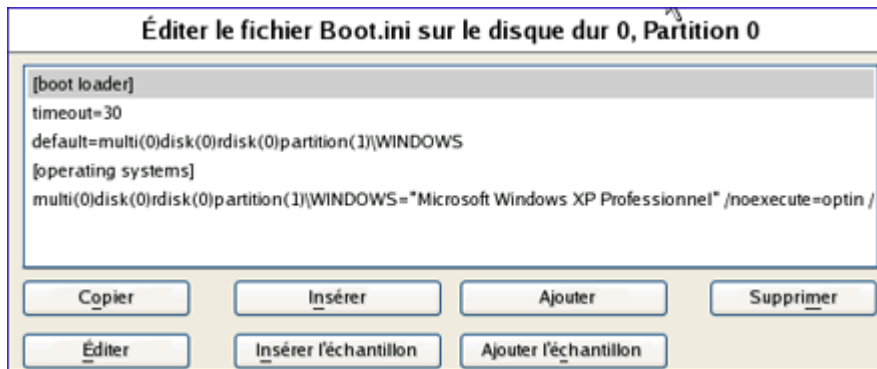 Éditer le fichier Boot.ini sur le disque dur 0, Partition 0
[boot loader]
timeout=30
default=multi(0)disk(0)rdisk(0)partition(1)\WINDOWS
[operating systems]
multi(0)disk(0)rdisk(0)partition(1)\WINDOWS="Microsoft Windows XP Professionnel" /noexecute=optin /
Copier Insérer Ajouter Supprimer
Éditer Insérer l'échantillon Ajouter l'échantillon